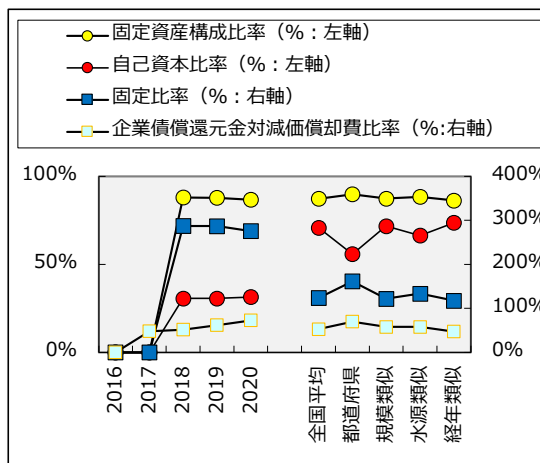 固定資産構成比率（%：左軸）
自己資本比率（%：左軸）
固定比率（%：右軸）
企業債償還元金対減価償却費比率（%:右軸）
100%
50%
0%
400%
300%
200%
100%
0%
2016
2017
2018
2019
2020
全国平均
都道府県
規模類似
水源類似
経年類似